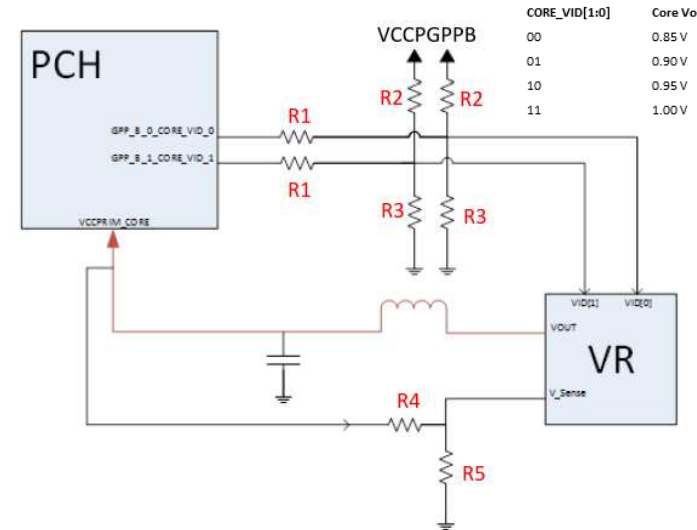 CORE_VID[1:0] Core Vo
00 0.85 V
01 0.90 V
10 0.95 V
11 1.00 V
PCH
VCCPGPPB
R2 R2
R1
GPP_B_0_CORE_VID_0
GPP_B_1_CORE_VID_1
R1
R3 R3
VCCPRIM_CORE
VID[1] VID[0]
VOUT
VR
V_Sense
R4
R5